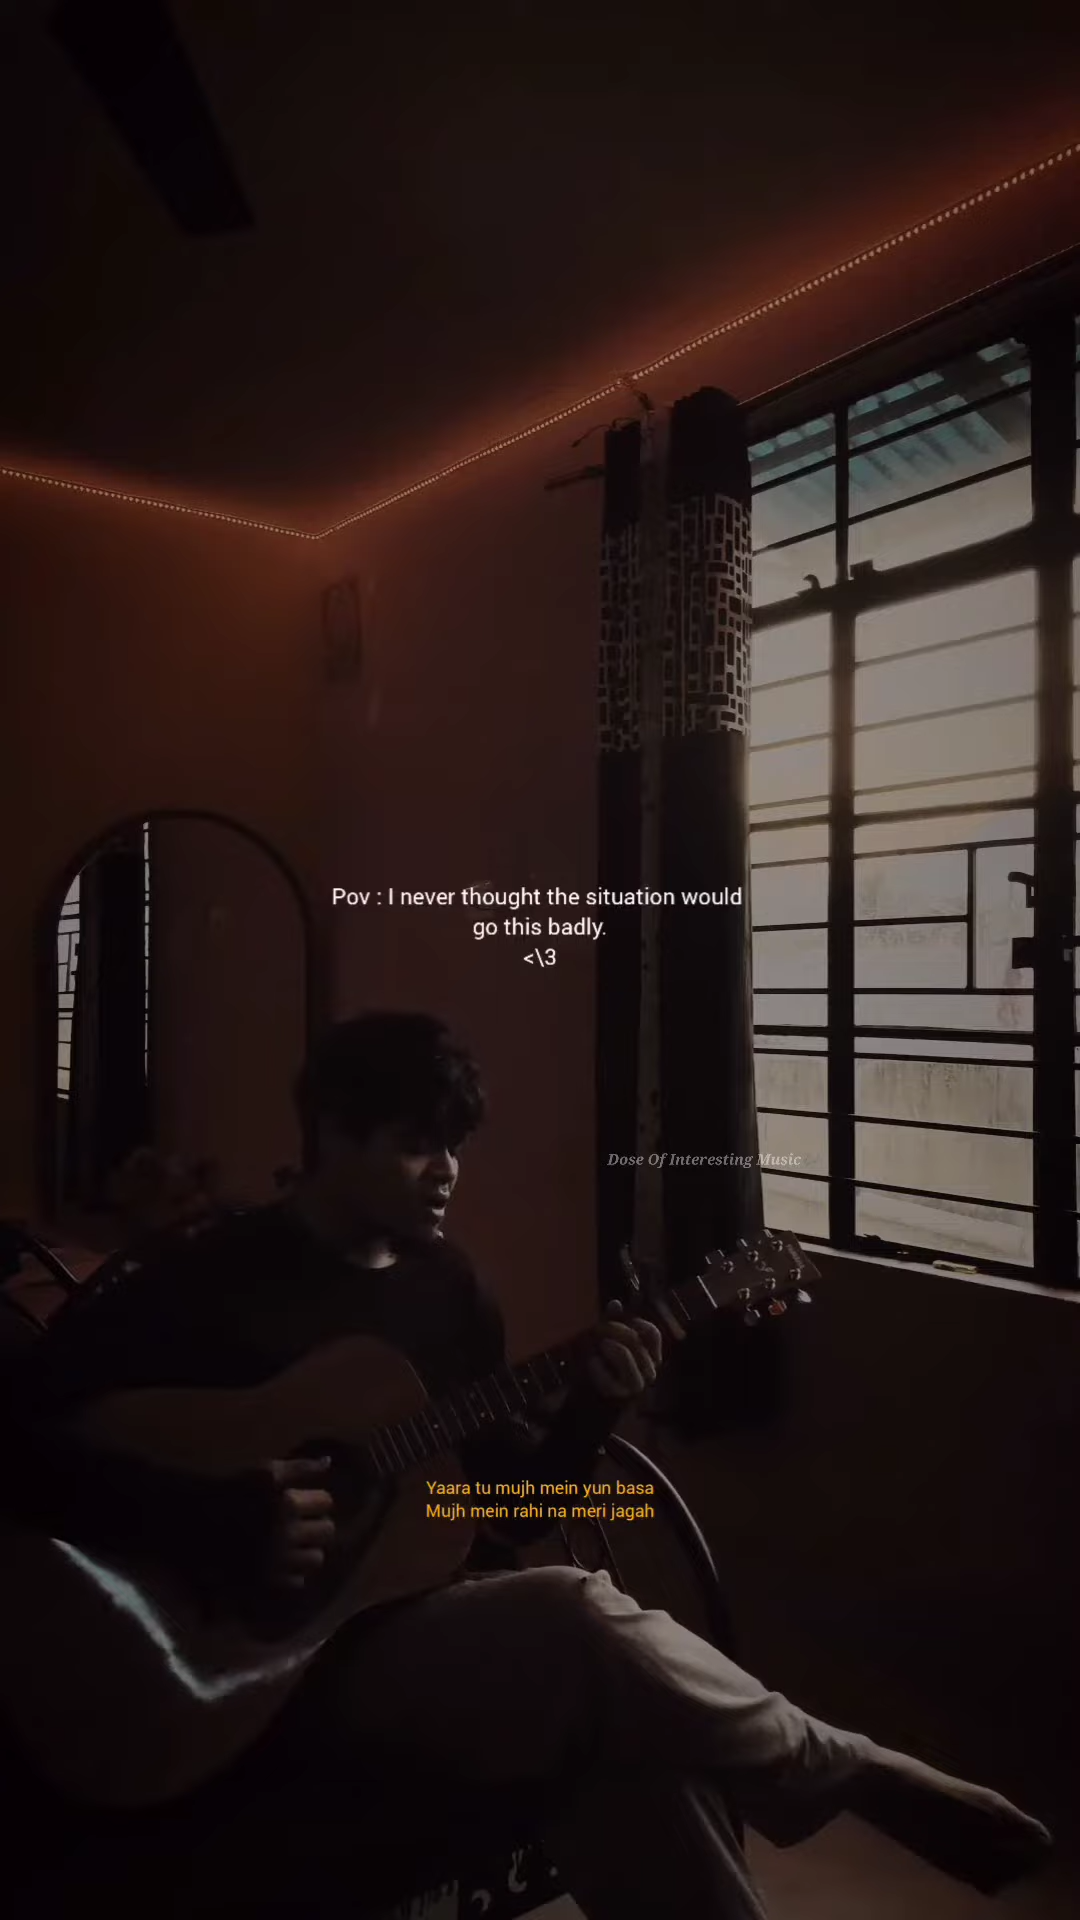 Pov : I never thought the situation would
go this badly.
<\3
Dose Of Interesting Music
Yaara tu mujh mein yun basa
Mujh mein rahi na meri jagah